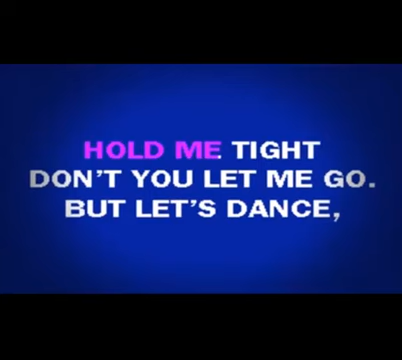 HOLD ME TIGHT
DON'T YOU LET ME GO.
BUT LET'S DANCE,